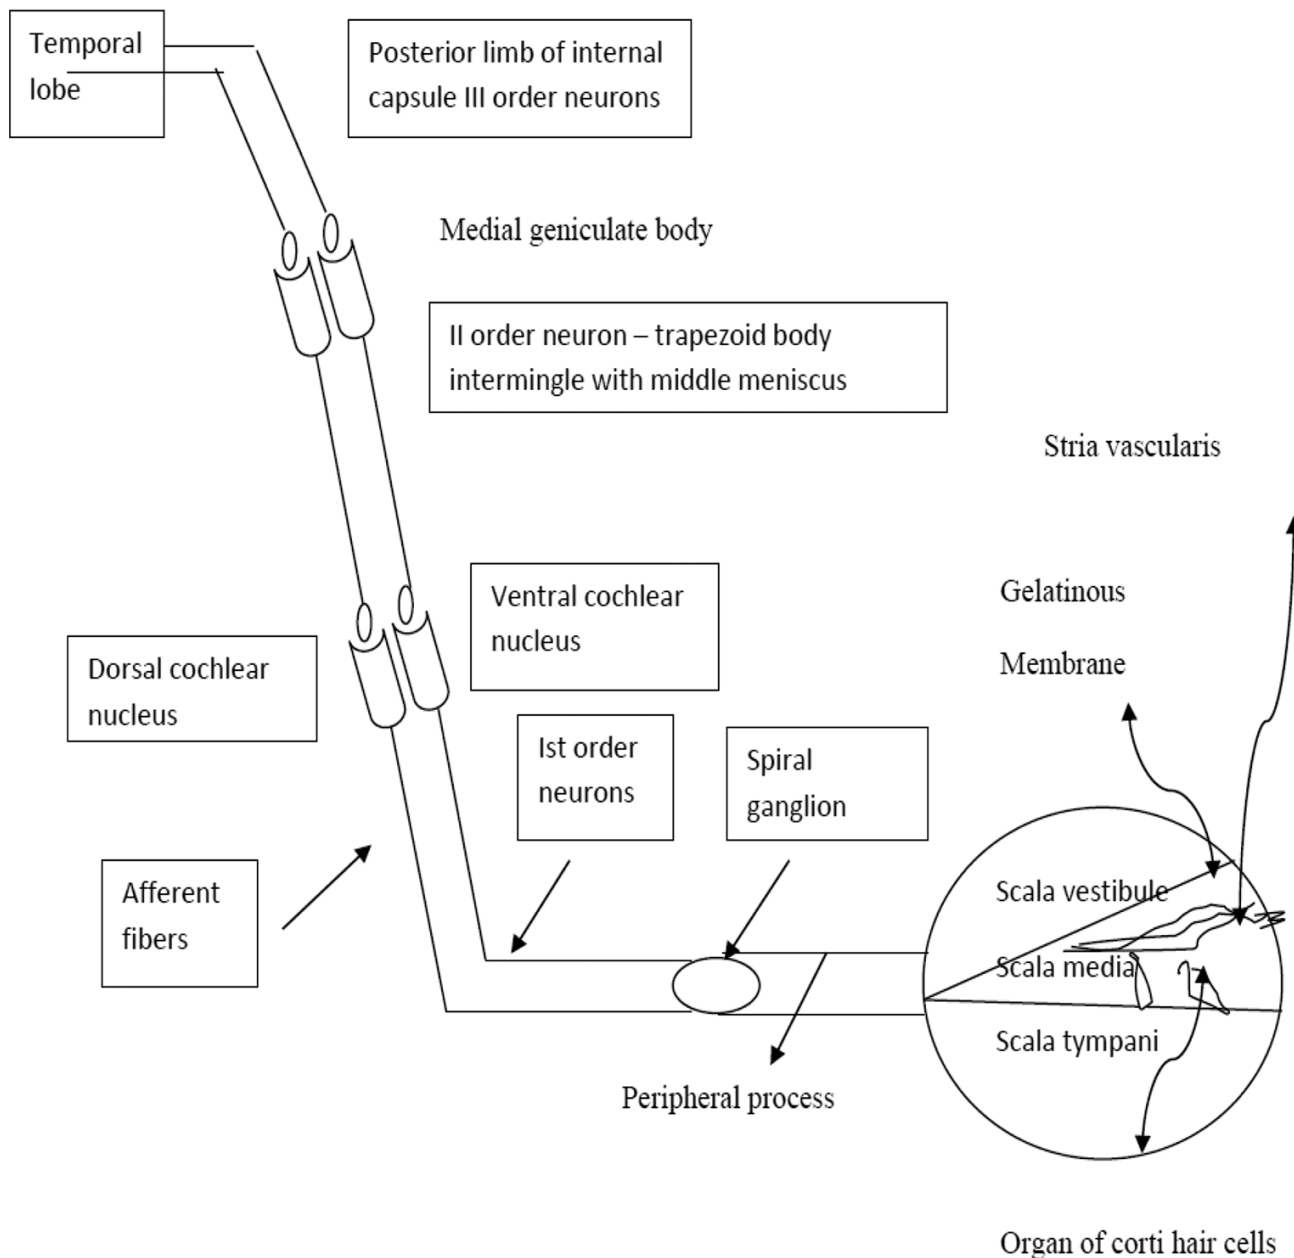 Temporal
lobe
Posterior limb of internal
capsule III order neurons
Medial geniculate body
II order neuron – trapezoid body
intermingle with middle meniscus
Stria vascularis
Gelatinous
Membrane
Ventral cochlear
nucleus
Dorsal cochlear
nucleus
Ist order
neurons
Spiral
ganglion
Afferent
fibers
Scala vestibule
Scala media
Scala tympani
Peripheral process
Organ of corti hair cells